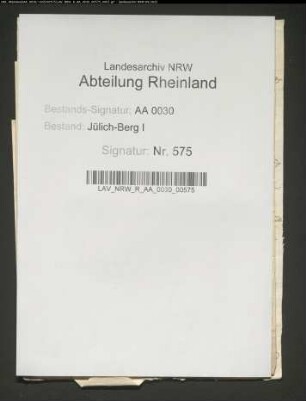 Landesarchiv NRW
Abteilung Rheinland
Bestands-Signatur: AA 0030
Bestand: Jülich-Berg I
Signatur: Nr. 575
LAV_NRW_R_AA_0030_00575